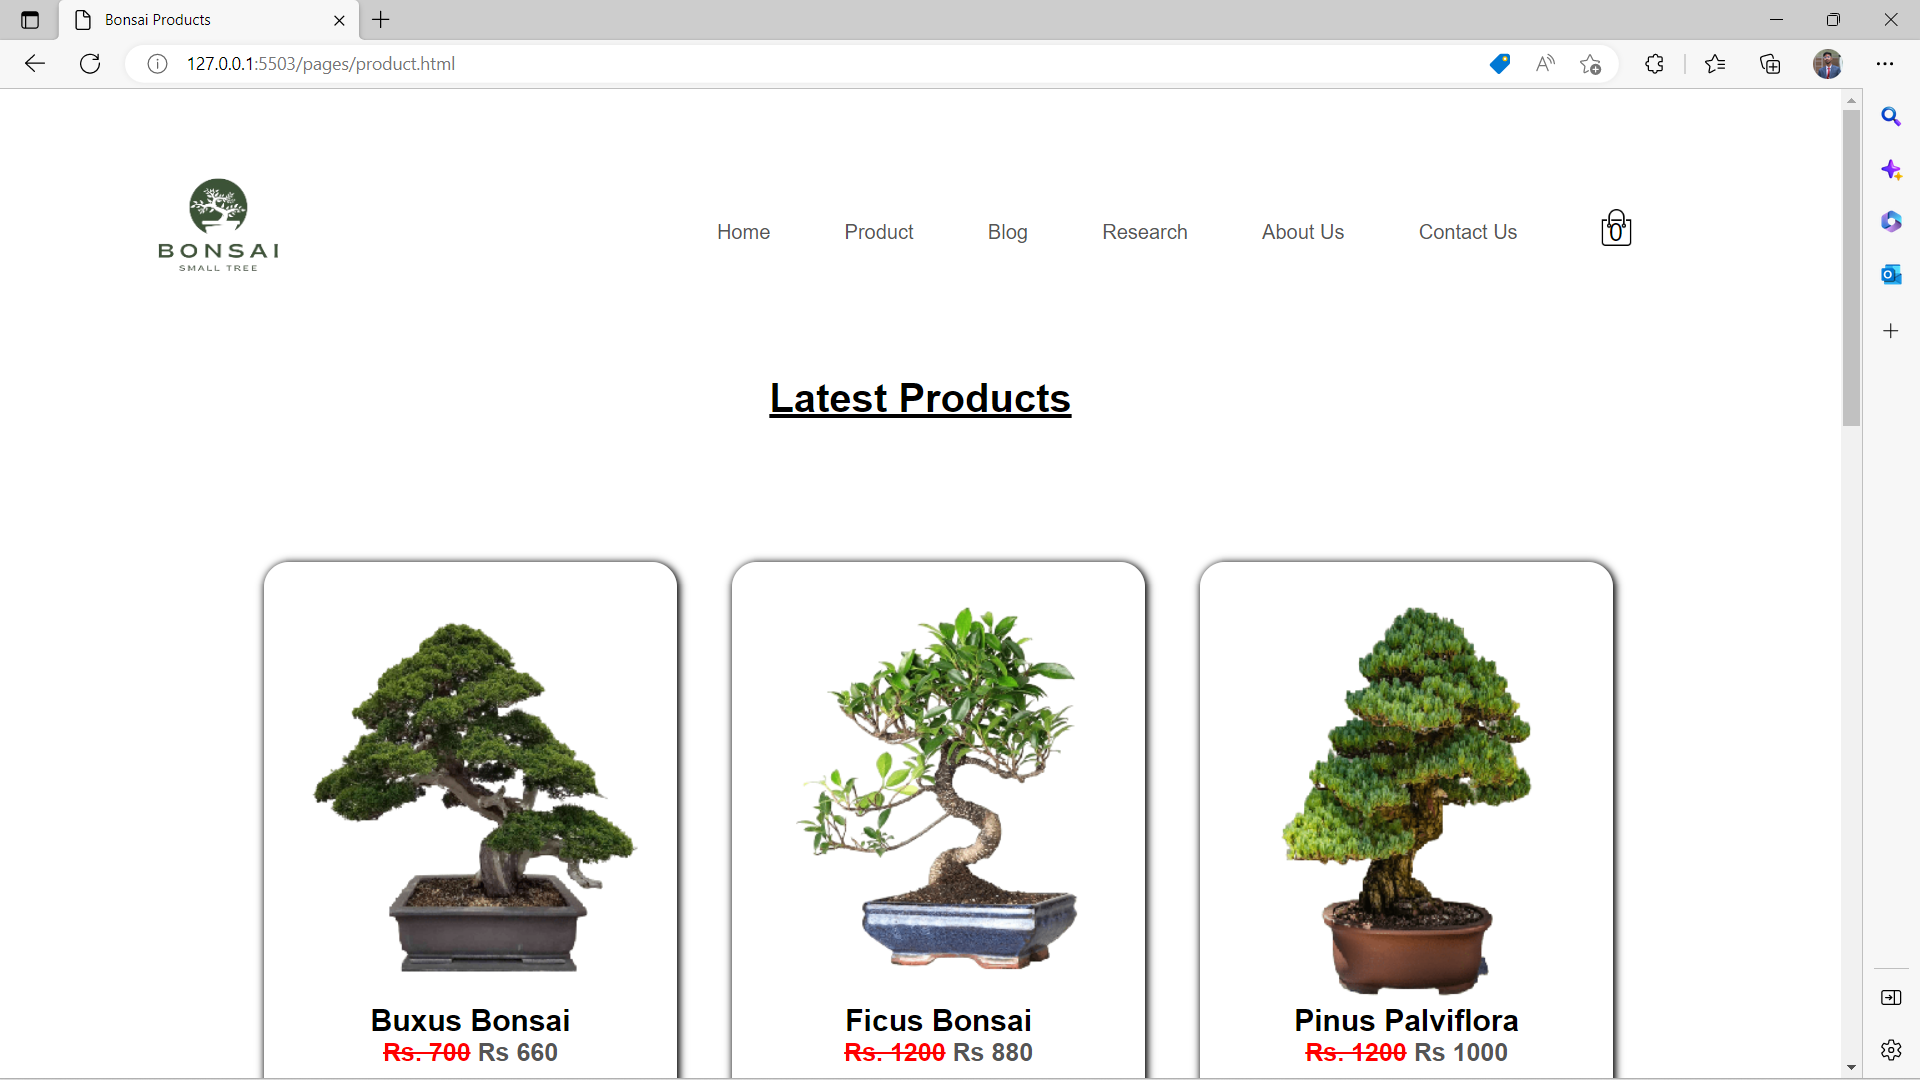 Bonsai Products
127.0.0.1:5503/pages/product.html
BONSAI
SMALL TREE
Home Product Blog Research About Us Contact Us 0
Latest Products
Buxus Bonsai
Rs. 700 Rs 660
Ficus Bonsai
Rs. 1200 Rs 880
Pinus Palviflora
Rs. 1200 Rs 1000